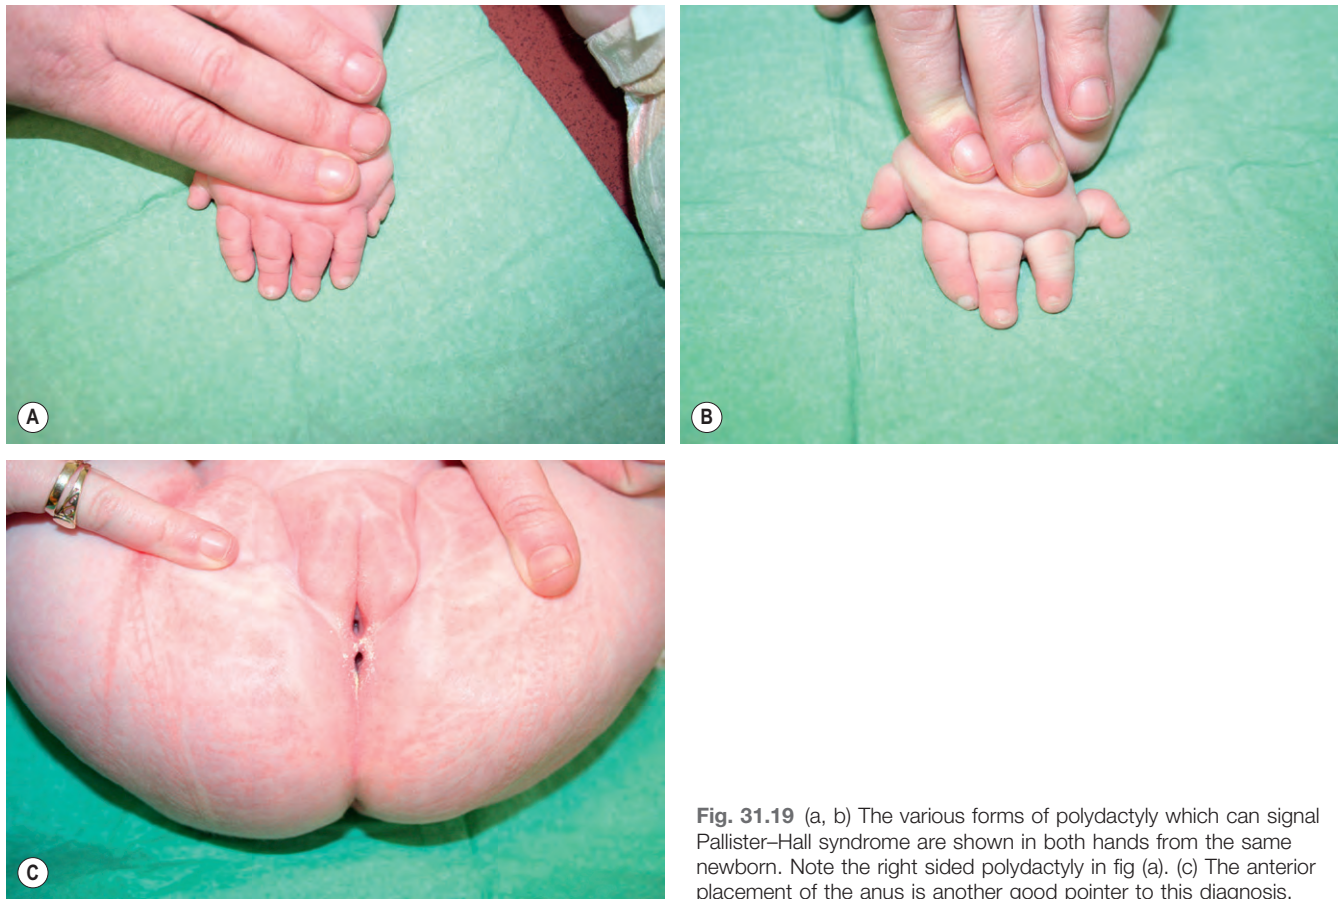 A
B
C
Fig. 31.19 (a, b) The various forms of polydactyly which can signal
Pallister–Hall syndrome are shown in both hands from the same
newborn. Note the right sided polydactyly in fig (a). (c) The anterior
placement of the anus is another good pointer to this diagnosis.